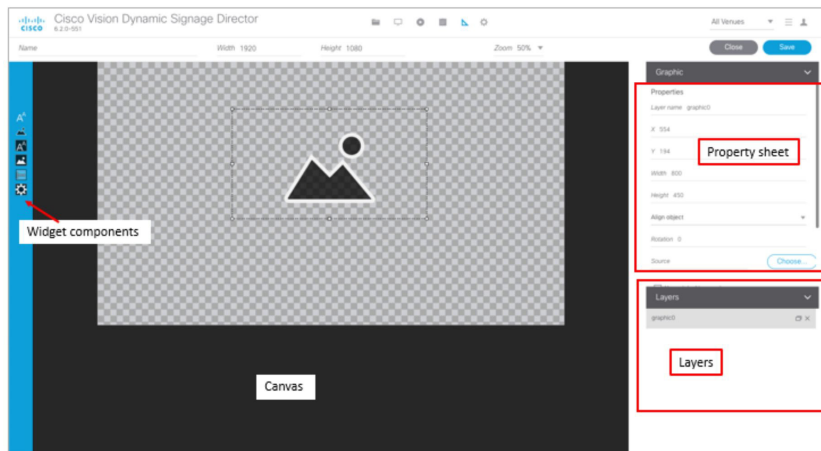 Cisco Vision Dynamic Signage Director
CISCO
6.2.0-551
All Venues
Name
Width 1920
Height 1080
Zoom 50%
Close
Save
Graphic
Properties
Layer name graphic0
X 554
Y 194
Width 800
Height 450
Align object
Rotation 0
Source
Choose...
Property sheet
Widget components
Layers
graphic0
Layers
Canvas